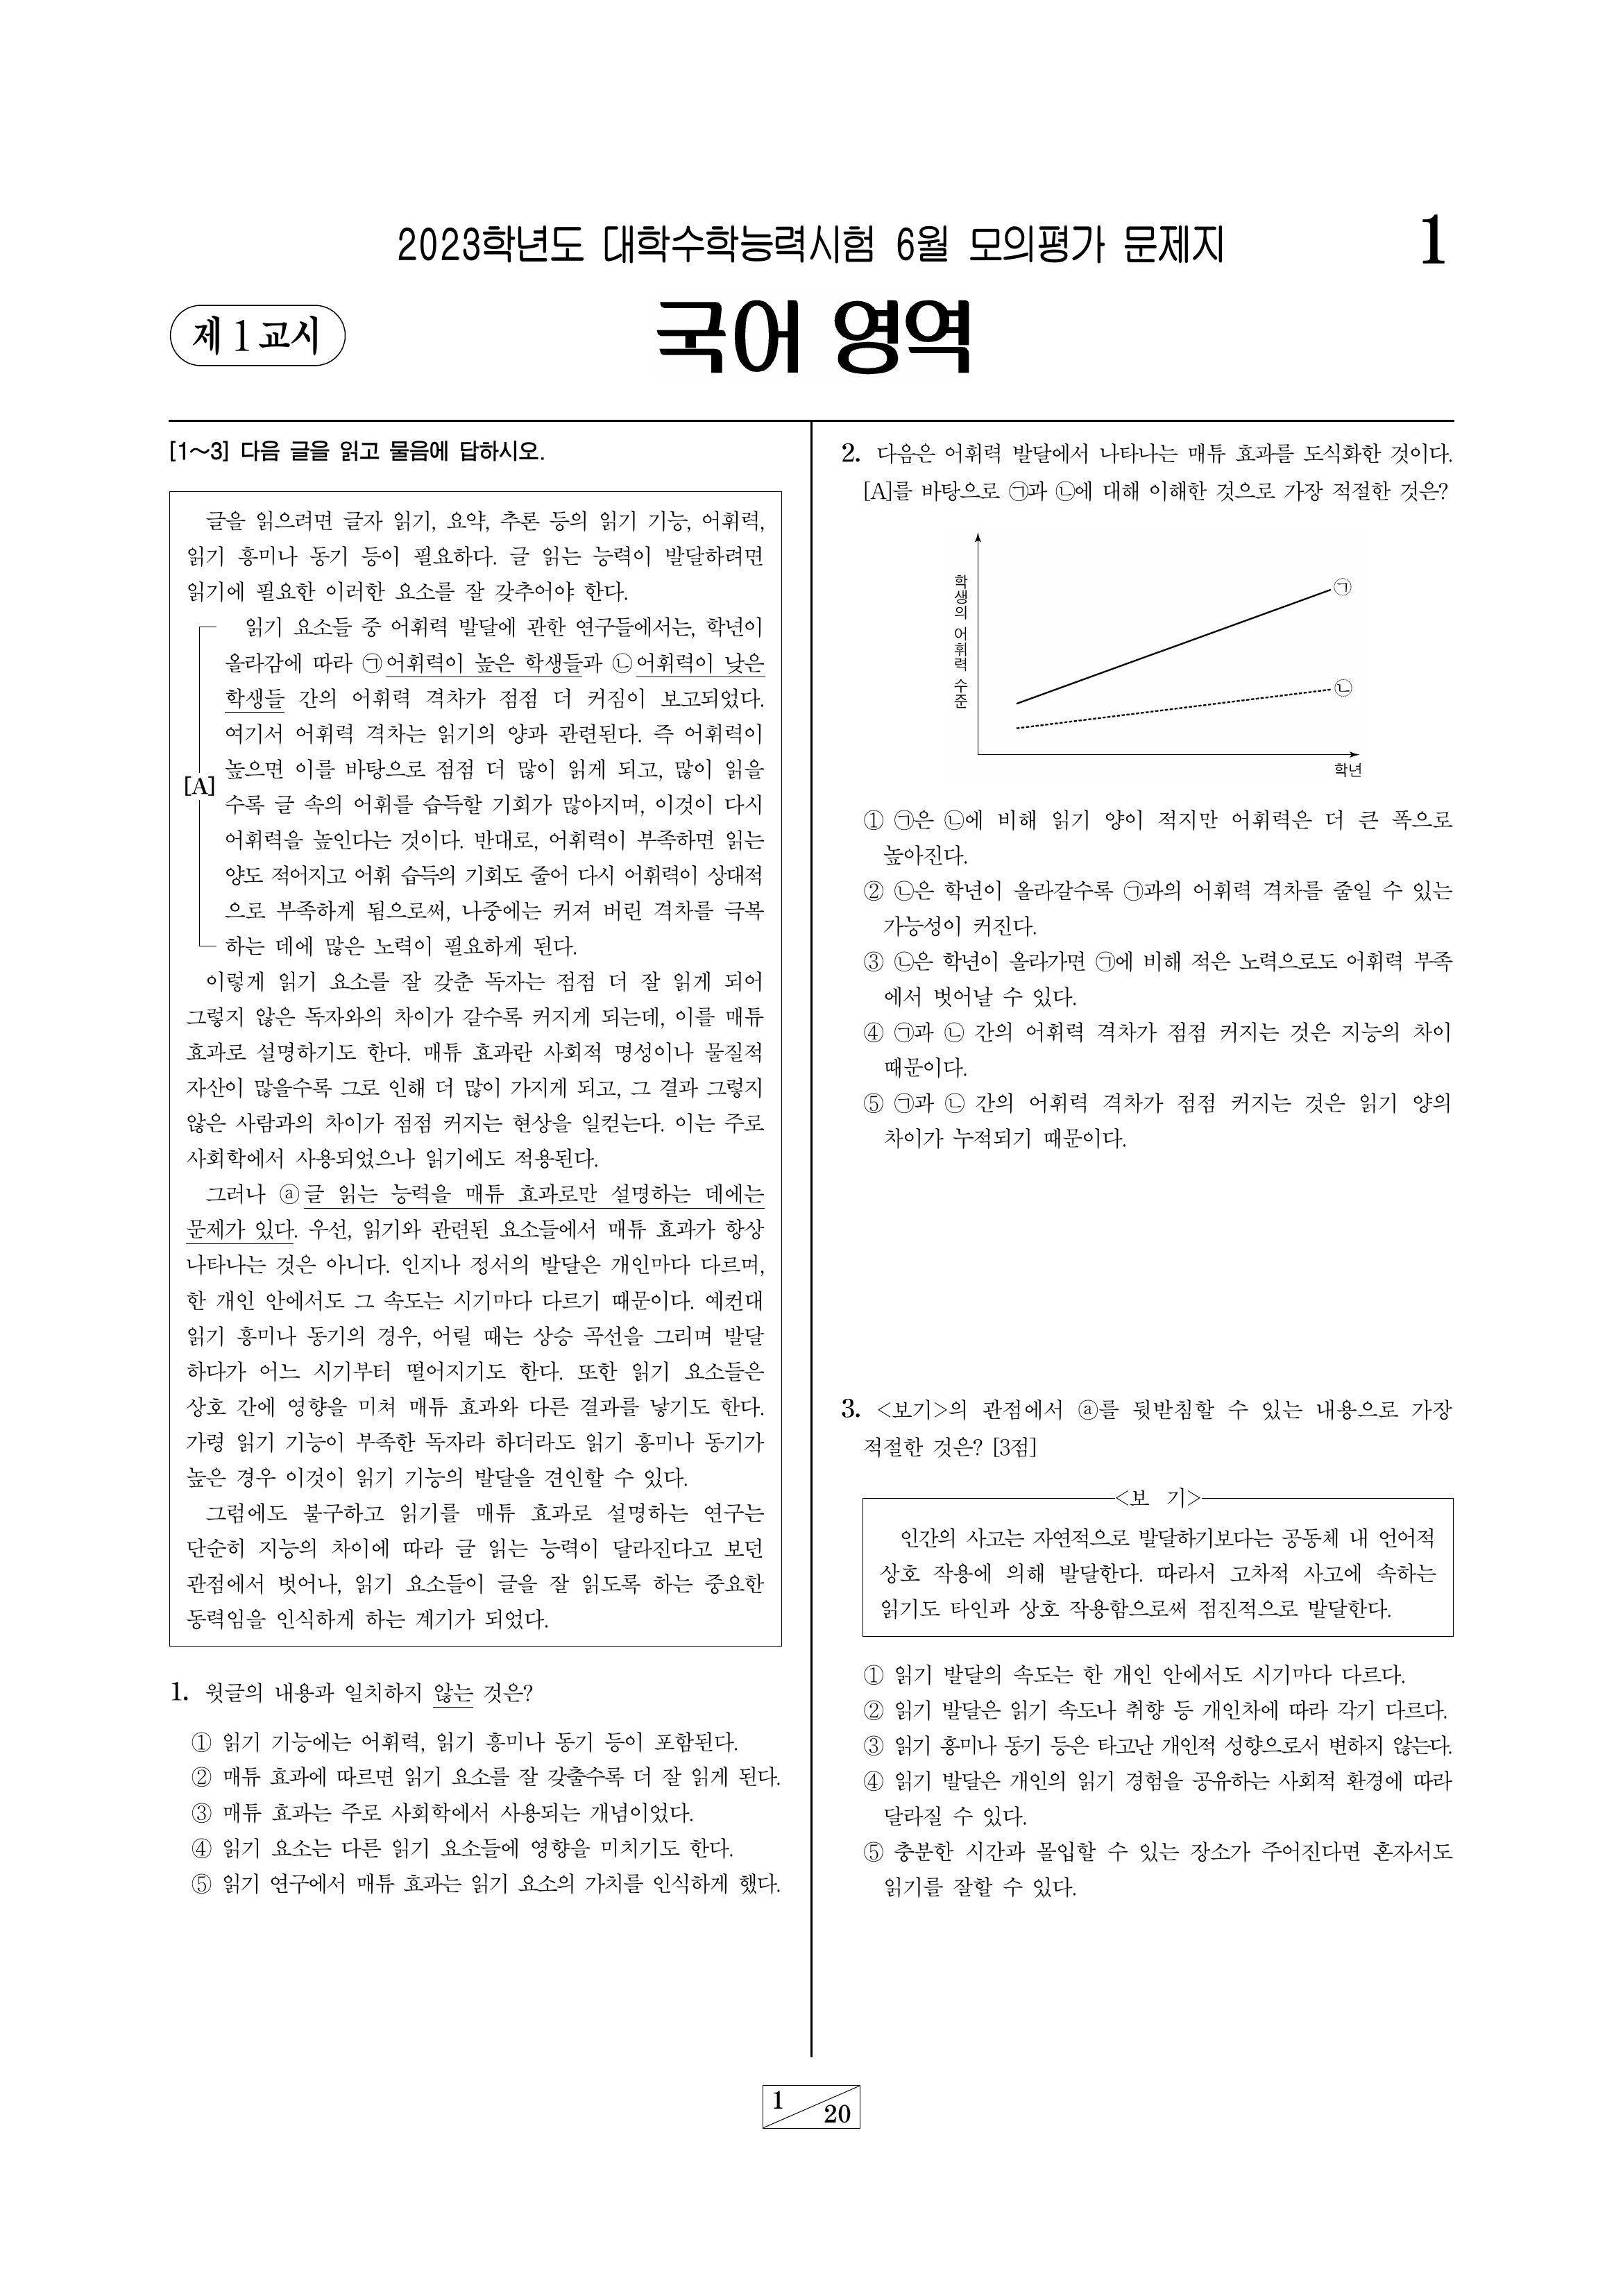 2023학년도 대학수학능력시험 6월 모의평가 문제지
1
제 1 교시
국어 영역
[1~3] 다음 글을 읽고 물음에 답하시오.
글을 읽으려면 글자 읽기, 요약, 추론 등의 읽기 기능, 어휘력,
읽기 흥미나 동기 등이 필요하다. 글 읽는 능력이 발달하려면
읽기에 필요한 이러한 요소를 잘 갖추어야 한다.
[A]
읽기 요소들 중 어휘력 발달에 관한 연구들에서는, 학년이
올라감에 따라 ㉠어휘력이 높은 학생들과 ㉡어휘력이 낮은
학생들 간의 어휘력 격차가 점점 더 커짐이 보고되었다.
여기서 어휘력 격차는 읽기의 양과 관련된다. 즉 어휘력이
높으면 이를 바탕으로 점점 더 많이 읽게 되고, 많이 읽을
수록 글 속의 어휘를 습득할 기회가 많아지며, 이것이 다시
어휘력을 높인다는 것이다. 반대로, 어휘력이 부족하면 읽는
양도 적어지고 어휘 습득의 기회도 줄어 다시 어휘력이 상대적
으로 부족하게 됨으로써, 나중에는 커져 버린 격차를 극복
하는 데에 많은 노력이 필요하게 된다.
이렇게 읽기 요소를 잘 갖춘 독자는 점점 더 잘 읽게 되어
그렇지 않은 독자와의 차이가 갈수록 커지게 되는데, 이를 매튜
효과로 설명하기도 한다. 매튜 효과란 사회적 명성이나 물질적
자산이 많을수록 그로 인해 더 많이 가지게 되고, 그 결과 그렇지
않은 사람과의 차이가 점점 커지는 현상을 일컫는다. 이는 주로
사회학에서 사용되었으나 읽기에도 적용된다.
그러나 ⓐ글 읽는 능력을 매튜 효과로만 설명하는 데에는
문제가 있다. 우선, 읽기와 관련된 요소들에서 매튜 효과가 항상
나타나는 것은 아니다. 인지나 정서의 발달은 개인마다 다르며,
한 개인 안에서도 그 속도는 시기마다 다르기 때문이다. 예컨대
읽기 흥미나 동기의 경우, 어릴 때는 상승 곡선을 그리며 발달
하다가 어느 시기부터 떨어지기도 한다. 또한 읽기 요소들은
상호 간에 영향을 미쳐 매튜 효과와 다른 결과를 낳기도 한다.
가령 읽기 기능이 부족한 독자라 하더라도 읽기 흥미나 동기가
높은 경우 이것이 읽기 기능의 발달을 견인할 수 있다.
그럼에도 불구하고 읽기를 매튜 효과로 설명하는 연구는
단순히 지능의 차이에 따라 글 읽는 능력이 달라진다고 보던
관점에서 벗어나, 읽기 요소들이 글을 잘 읽도록 하는 중요한
동력임을 인식하게 하는 계기가 되었다.
1. 윗글의 내용과 일치하지 않는 것은?
① 읽기 기능에는 어휘력, 읽기 흥미나 동기 등이 포함된다.
② 매튜 효과에 따르면 읽기 요소를 잘 갖출수록 더 잘 읽게 된다.
③ 매튜 효과는 주로 사회학에서 사용되는 개념이었다.
④ 읽기 요소는 다른 읽기 요소들에 영향을 미치기도 한다.
⑤ 읽기 연구에서 매튜 효과는 읽기 요소의 가치를 인식하게 했다.
2. 다음은 어휘력 발달에서 나타나는 매튜 효과를 도식화한 것이다.
[A]를 바탕으로 ㉠과 ㉡에 대해 이해한 것으로 가장 적절한 것은?
학생의 어휘력 수준
㉠
㉡
학년
① ㉠은 ㉡에 비해 읽기 양이 적지만 어휘력은 더 큰 폭으로
높아진다.
② ㉡은 학년이 올라갈수록 ㉠과의 어휘력 격차를 줄일 수 있는
가능성이 커진다.
③ ㉡은 학년이 올라가면 ㉠에 비해 적은 노력으로도 어휘력 부족
에서 벗어날 수 있다.
④ ㉠과 ㉡ 간의 어휘력 격차가 점점 커지는 것은 지능의 차이
때문이다.
⑤ ㉠과 ㉡ 간의 어휘력 격차가 점점 커지는 것은 읽기 양의
차이가 누적되기 때문이다.
3. <보기>의 관점에서 ⓐ를 뒷받침할 수 있는 내용으로 가장
적절한 것은? [3점]
<보 기>
인간의 사고는 자연적으로 발달하기보다는 공동체 내 언어적
상호 작용에 의해 발달한다. 따라서 고차적 사고에 속하는
읽기도 타인과 상호 작용함으로써 점진적으로 발달한다.
① 읽기 발달의 속도는 한 개인 안에서도 시기마다 다르다.
② 읽기 발달은 읽기 속도나 취향 등 개인차에 따라 각기 다르다.
③ 읽기 흥미나 동기 등은 타고난 개인적 성향으로서 변하지 않는다.
④ 읽기 발달은 개인의 읽기 경험을 공유하는 사회적 환경에 따라
달라질 수 있다.
⑤ 충분한 시간과 몰입할 수 있는 장소가 주어진다면 혼자서도
읽기를 잘할 수 있다.
1
20